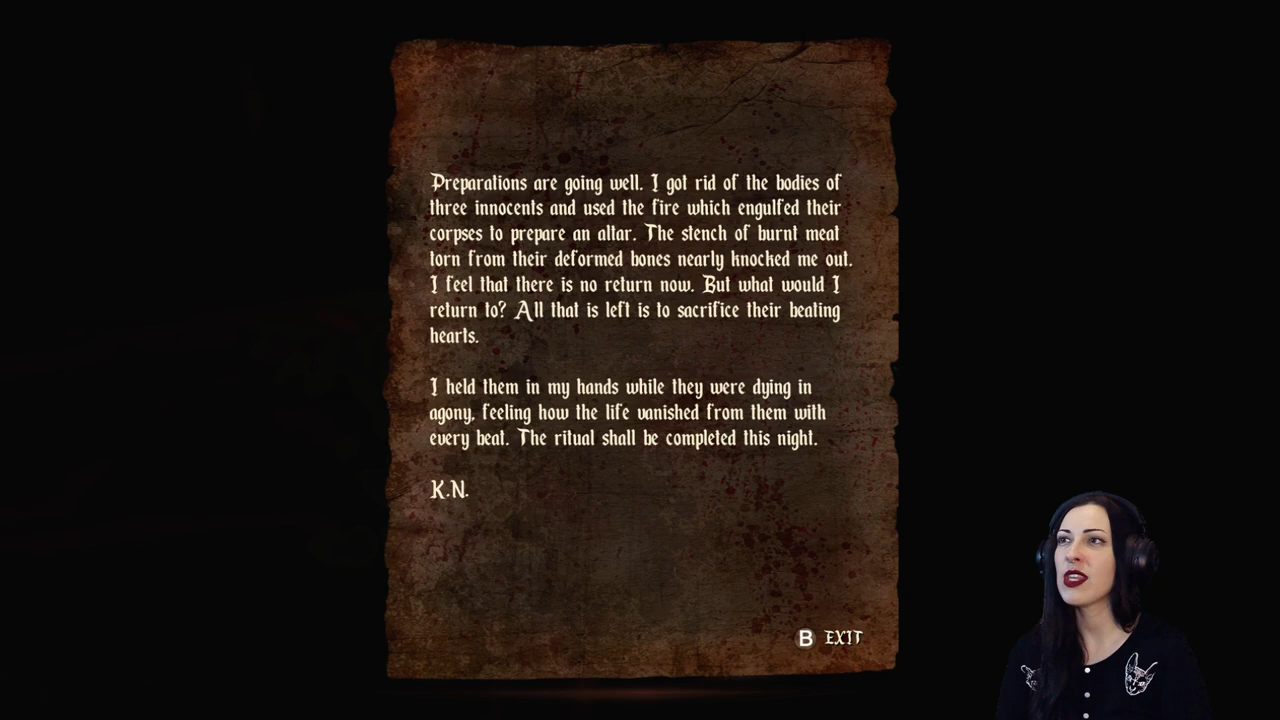 Preparations are going well. I got rid of the bodies of
three innocents and used the fire which engulfed their
corpses to prepare an altar. The stench of burnt meat
torn from their deformed bones nearly knocked me out.
I feel that there is no return now. But what would I
return to? All that is left is to sacrifice their beating
hearts.
I held them in my hands while they were dying in
agony, feeling how the life vanished from them with
every beat. The ritual shall be completed this night.
K.N.
B EXIT